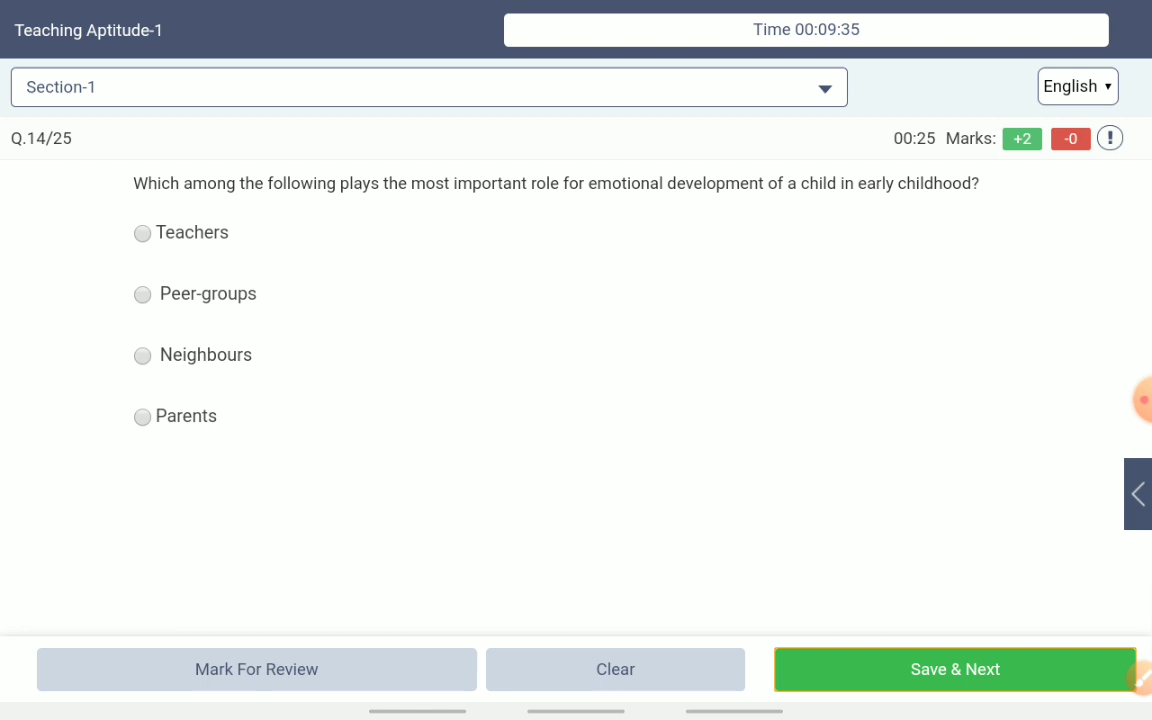 Teaching Aptitude-1
Time 00:09:35
Section-1
English
Q.14/25
00:25 Marks: +2 -0 !
Which among the following plays the most important role for emotional development of a child in early childhood?
Teachers
Peer-groups
Neighbours
Parents
Mark For Review
Clear
Save & Next